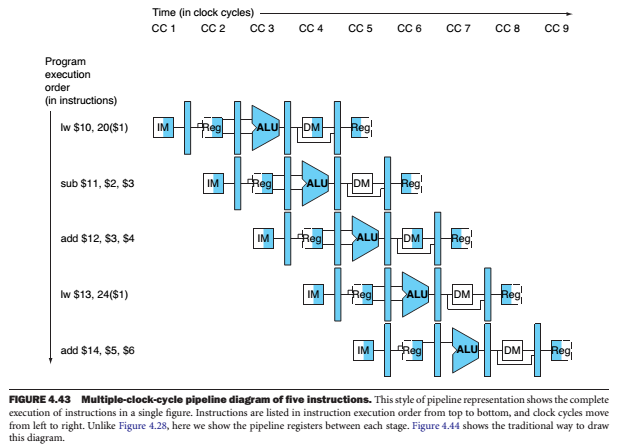 Time (in clock cycles)
CC 1 CC 2 CC 3 CC 4 CC 5 CC 6 CC 7 CC 8 CC 9
Program
execution
order
(in instructions)
lw $10, 20($1) IM Reg ALU DM Reg
sub $11, $2, $3 IM Reg ALU DM Reg
add $12, $3, $4 IM Reg ALU DM Reg
lw $13, 24($1) IM Reg ALU DM Reg
add $14, $5, $6 IM Reg ALU DM Reg
FIGURE 4.43 Multiple-clock-cycle pipeline diagram of five instructions. This style of pipeline representation shows the complete
execution of instructions in a single figure. Instructions are listed in instruction execution order from top to bottom, and clock cycles move
from left to right. Unlike Figure 4.28, here we show the pipeline registers between each stage. Figure 4.44 shows the traditional way to draw
this diagram.